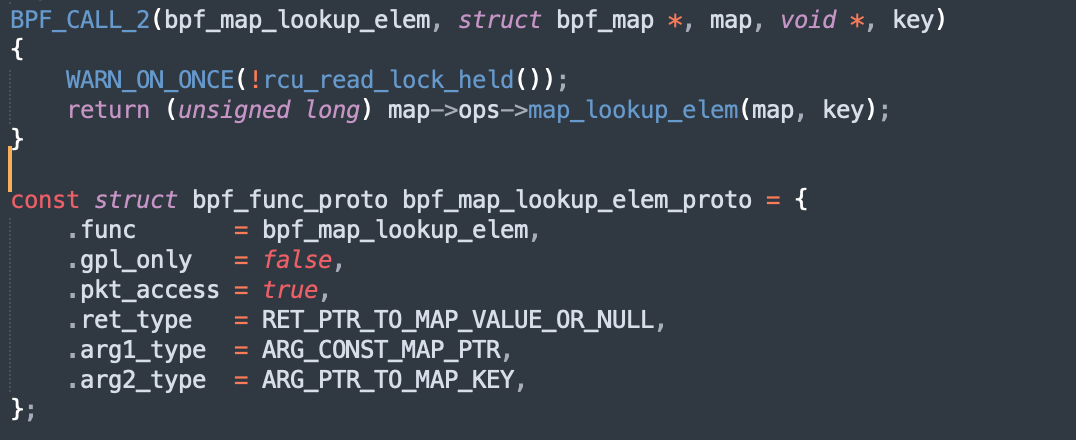 BPF_CALL_2(bpf_map_lookup_elem, struct bpf_map *, map, void *, key)
{
    WARN_ON_ONCE(!rcu_read_lock_held());
    return (unsigned long) map->ops->map_lookup_elem(map, key);
}

const struct bpf_func_proto bpf_map_lookup_elem_proto = {
    .func       = bpf_map_lookup_elem,
    .gpl_only   = false,
    .pkt_access = true,
    .ret_type   = RET_PTR_TO_MAP_VALUE_OR_NULL,
    .arg1_type  = ARG_CONST_MAP_PTR,
    .arg2_type  = ARG_PTR_TO_MAP_KEY,
};